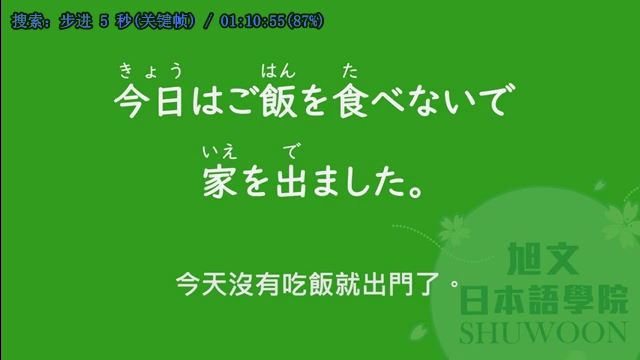 搜索: 步进 5 秒(关键帧) / 01:10:55(87%)
きょう はん た
今日はご飯を食べないで
いえ で
家を出ました。
今天沒有吃飯就出門了。
旭文
日本語學院
SHUWOON